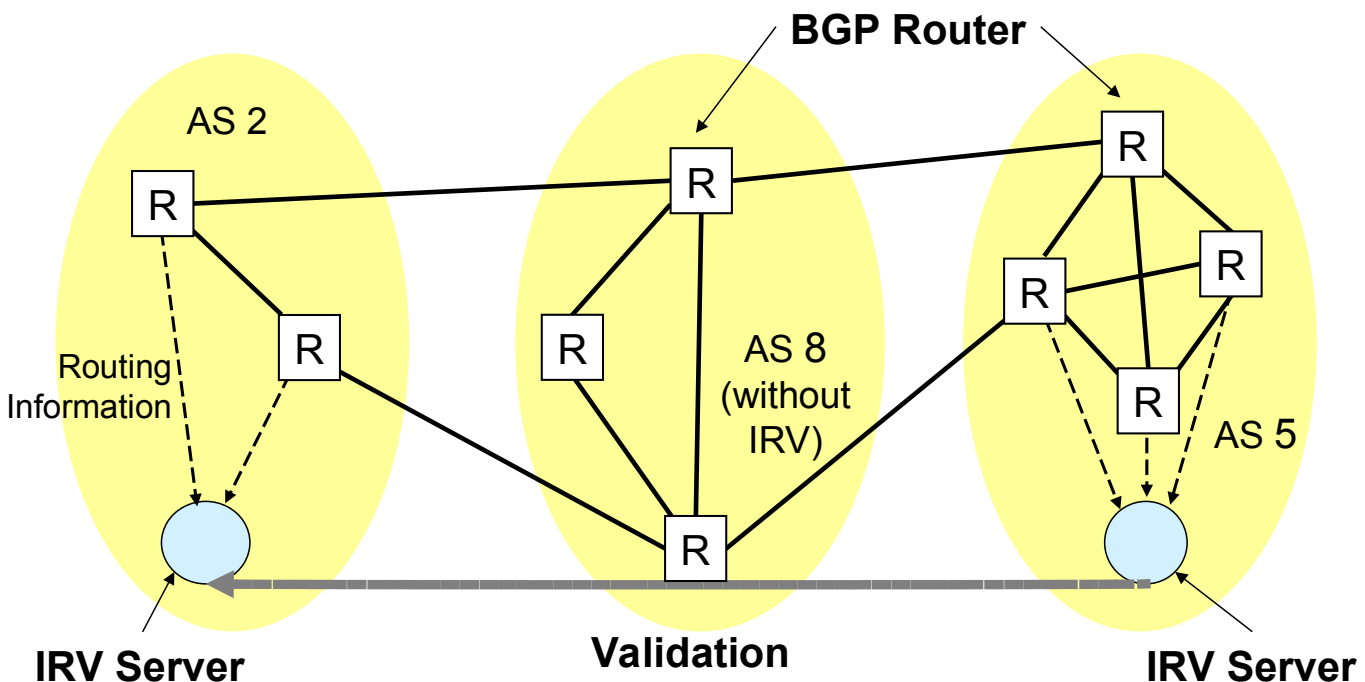 BGP Router
AS 2
R
R
R
R
R
R
R
R
R
Routing
Information
AS 8
(without
IRV)
AS 5
IRV Server
Validation
IRV Server